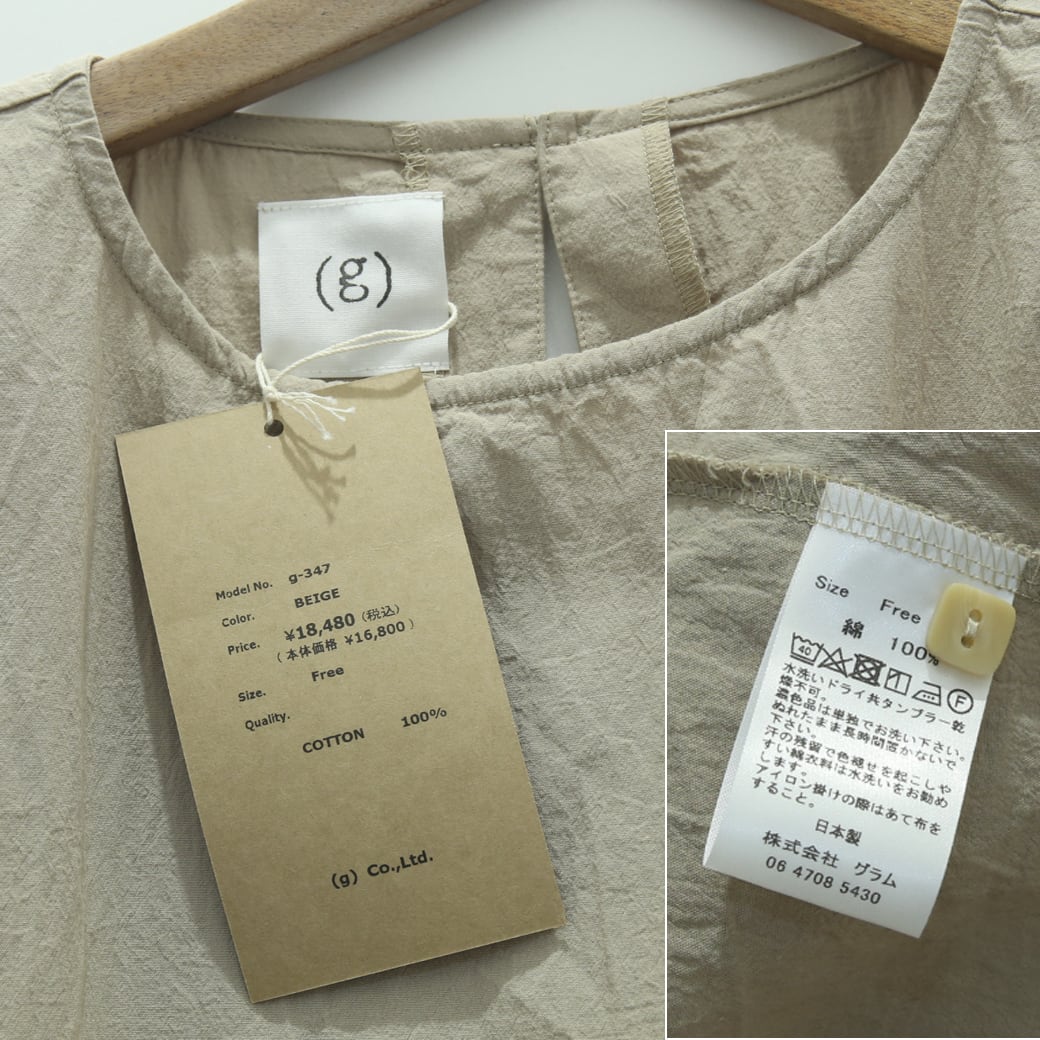 (g)
Model No. g-347
Color. BEIGE
Price. ¥18,480（税込）
（本体価格 ¥16,800）
Size. Free
Quality.
COTTON 100%
(g) Co.,Ltd.
Size Free
綿 100%
40 F
水洗いドライ共タンブラー乾
燥不可。
濃色品は単独でお洗い下さい。
ぬれたまま長時間置かないで
下さい。
汗の残留で色褪せを起こしや
すい綿衣料は水洗いをお勧め
します。
アイロン掛けの際はあて布を
すること。
日本製
株式会社 グラム
06 4708 5430